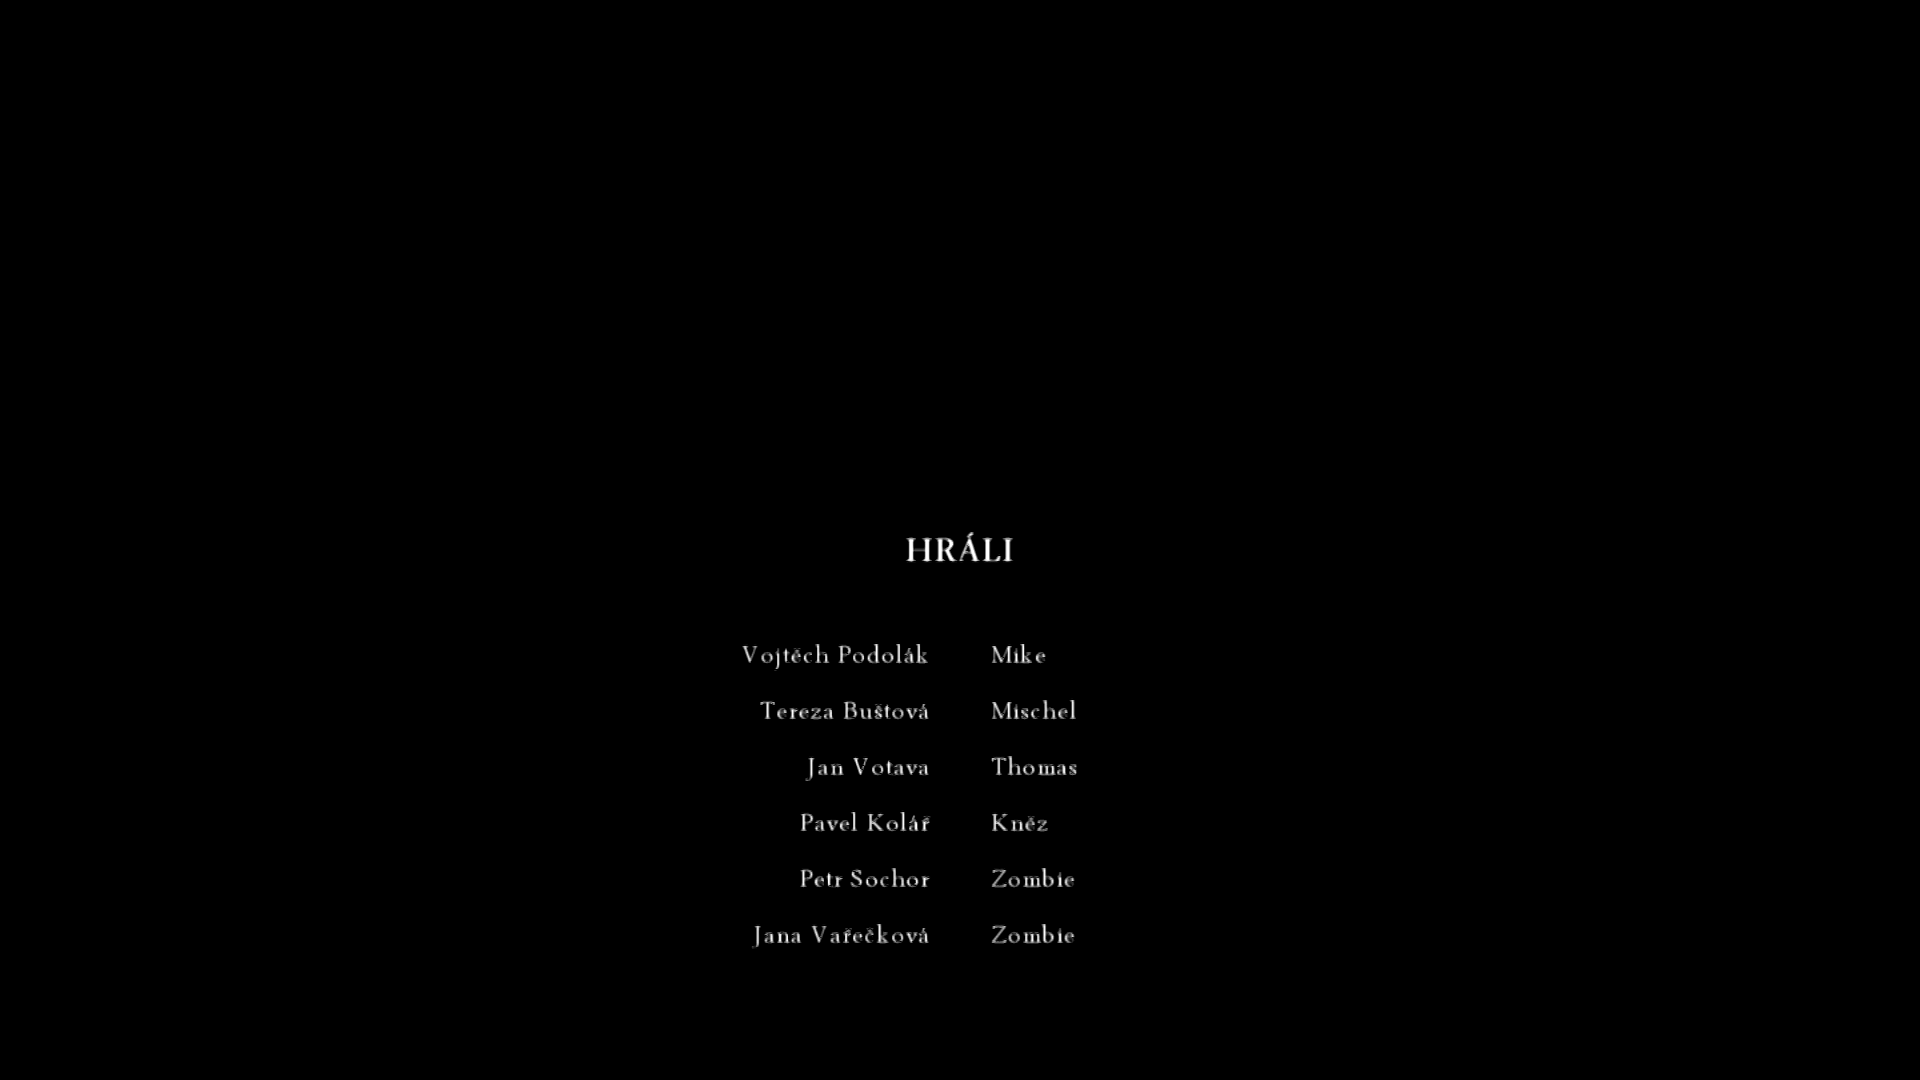 HRÁLI
Vojtěch Podolák Mike
Tereza Buštová Mischel
Jan Votava Thomas
Pavel Kolář Kněz
Petr Sochor Zombie
Jana Vařečková Zombie